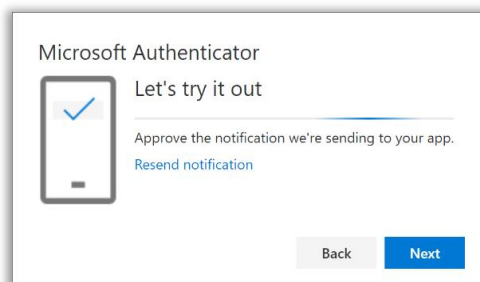 Microsoft Authenticator
Let's try it out
Approve the notification we're sending to your app.
Resend notification
Back Next